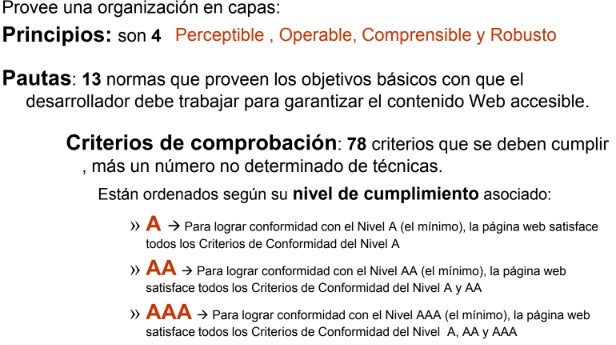 Provee una organización en capas:
Principios: son 4 Perceptible , Operable, Comprensible y Robusto
Pautas: 13 normas que proveen los objetivos básicos con que el
desarrollador debe trabajar para garantizar el contenido Web accesible.
Criterios de comprobación: 78 criterios que se deben cumplir
, más un número no determinado de técnicas.
Están ordenados según su nivel de cumplimiento asociado:
» A → Para lograr conformidad con el Nivel A (el mínimo), la página web satisface
todos los Criterios de Conformidad del Nivel A
» AA → Para lograr conformidad con el Nivel AA (el mínimo), la página web
satisface todos los Criterios de Conformidad del Nivel A y AA
» AAA → Para lograr conformidad con el Nivel AAA (el mínimo), la página web
satisface todos los Criterios de Conformidad del Nivel A, AA y AAA